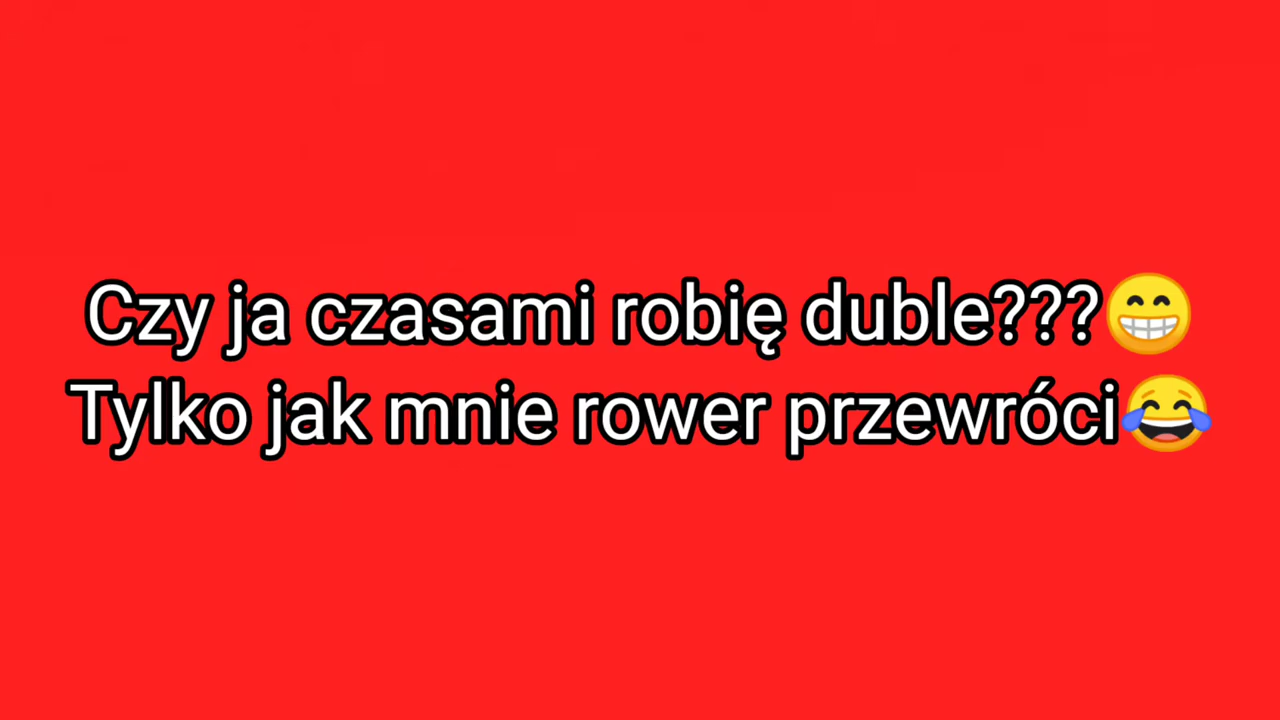 Czy ja czasami robię duble???😁
Tylko jak mnie rower przewróci😂